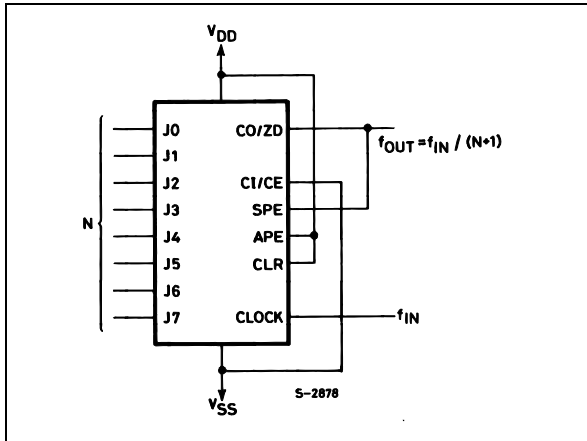 VDD
J0 CO/ZD
fOUT = fIN / (N+1)
J1
J2 CI/CE
J3 SPE
N
J4 APE
J5 CLR
J6
J7 CLOCK fIN
S-2878
VSS